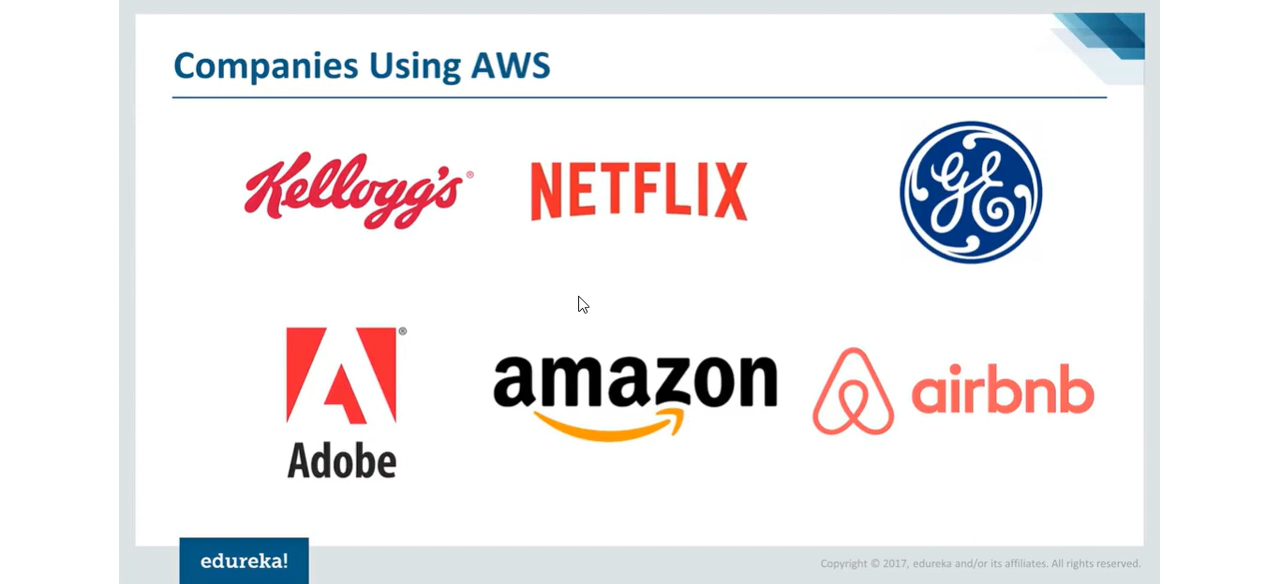 Companies Using AWS
Kellogg's®
NETFLIX
GE
Adobe®
amazon
airbnb
edureka!
Copyright © 2017, edureka and/or its affiliates. All rights reserved.